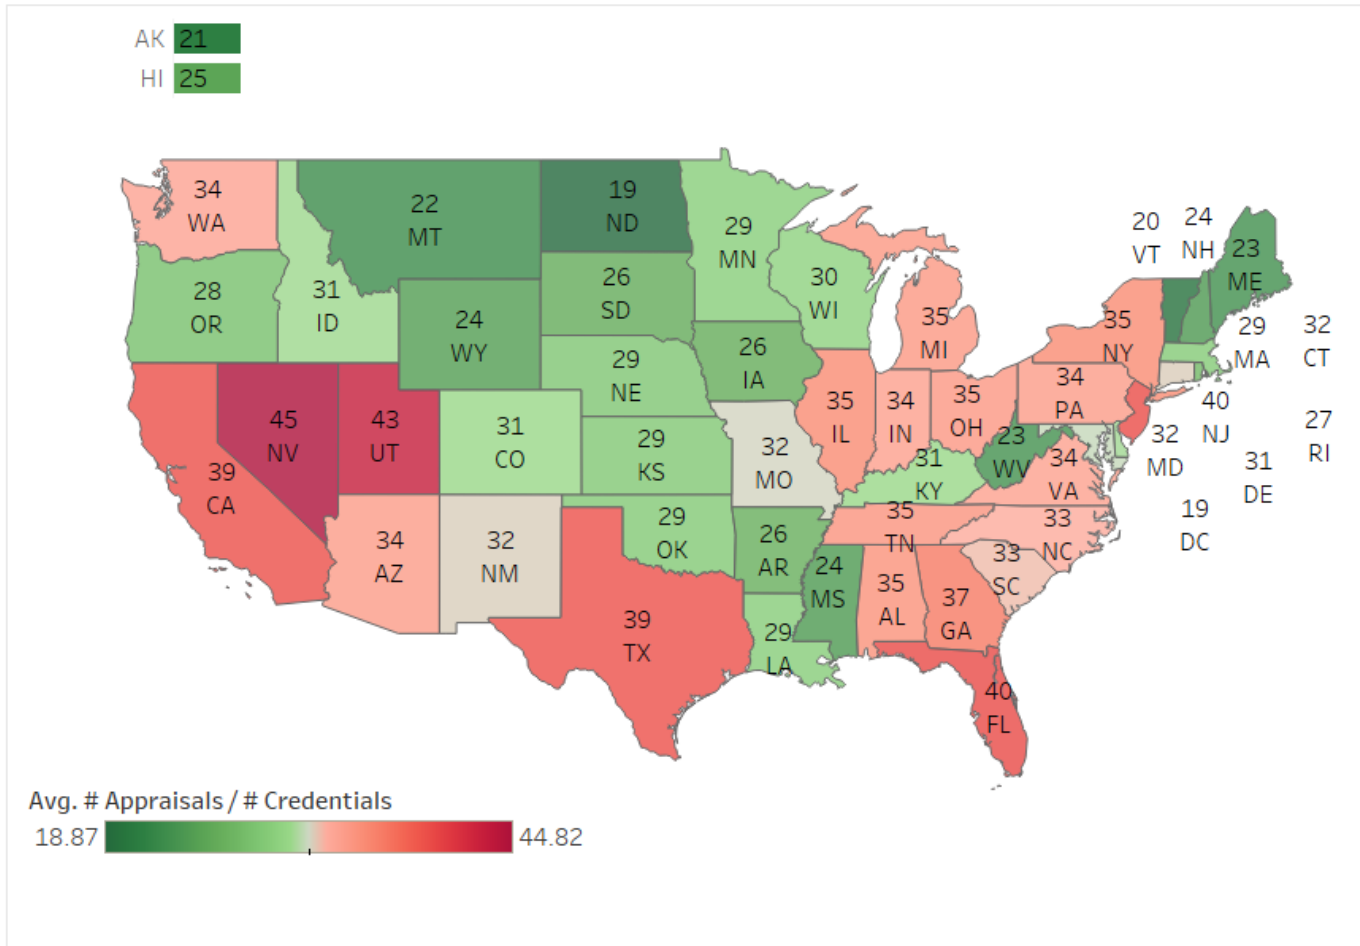 AK 21
HI 25
34
WA
22
MT
19
ND
29
MN
20
VT
24
NH
23
ME
28
OR
31
ID
24
WY
26
SD
30
WI
35
MI
35
NY
29
MA
32
CT
29
NE
26
IA
34
PA
45
NV
43
UT
31
CO
29
KS
32
MO
35
IL
34
IN
35
OH
23
WV
34
VA
40
NJ
32
MD
27
RI
31
DE
39
CA
31
KY
19
DC
34
AZ
32
NM
29
OK
26
AR
35
TN
33
NC
39
TX
29
LA
24
MS
35
AL
37
GA
33
SC
40
FL
Avg. # Appraisals / # Credentials
18.87 44.82